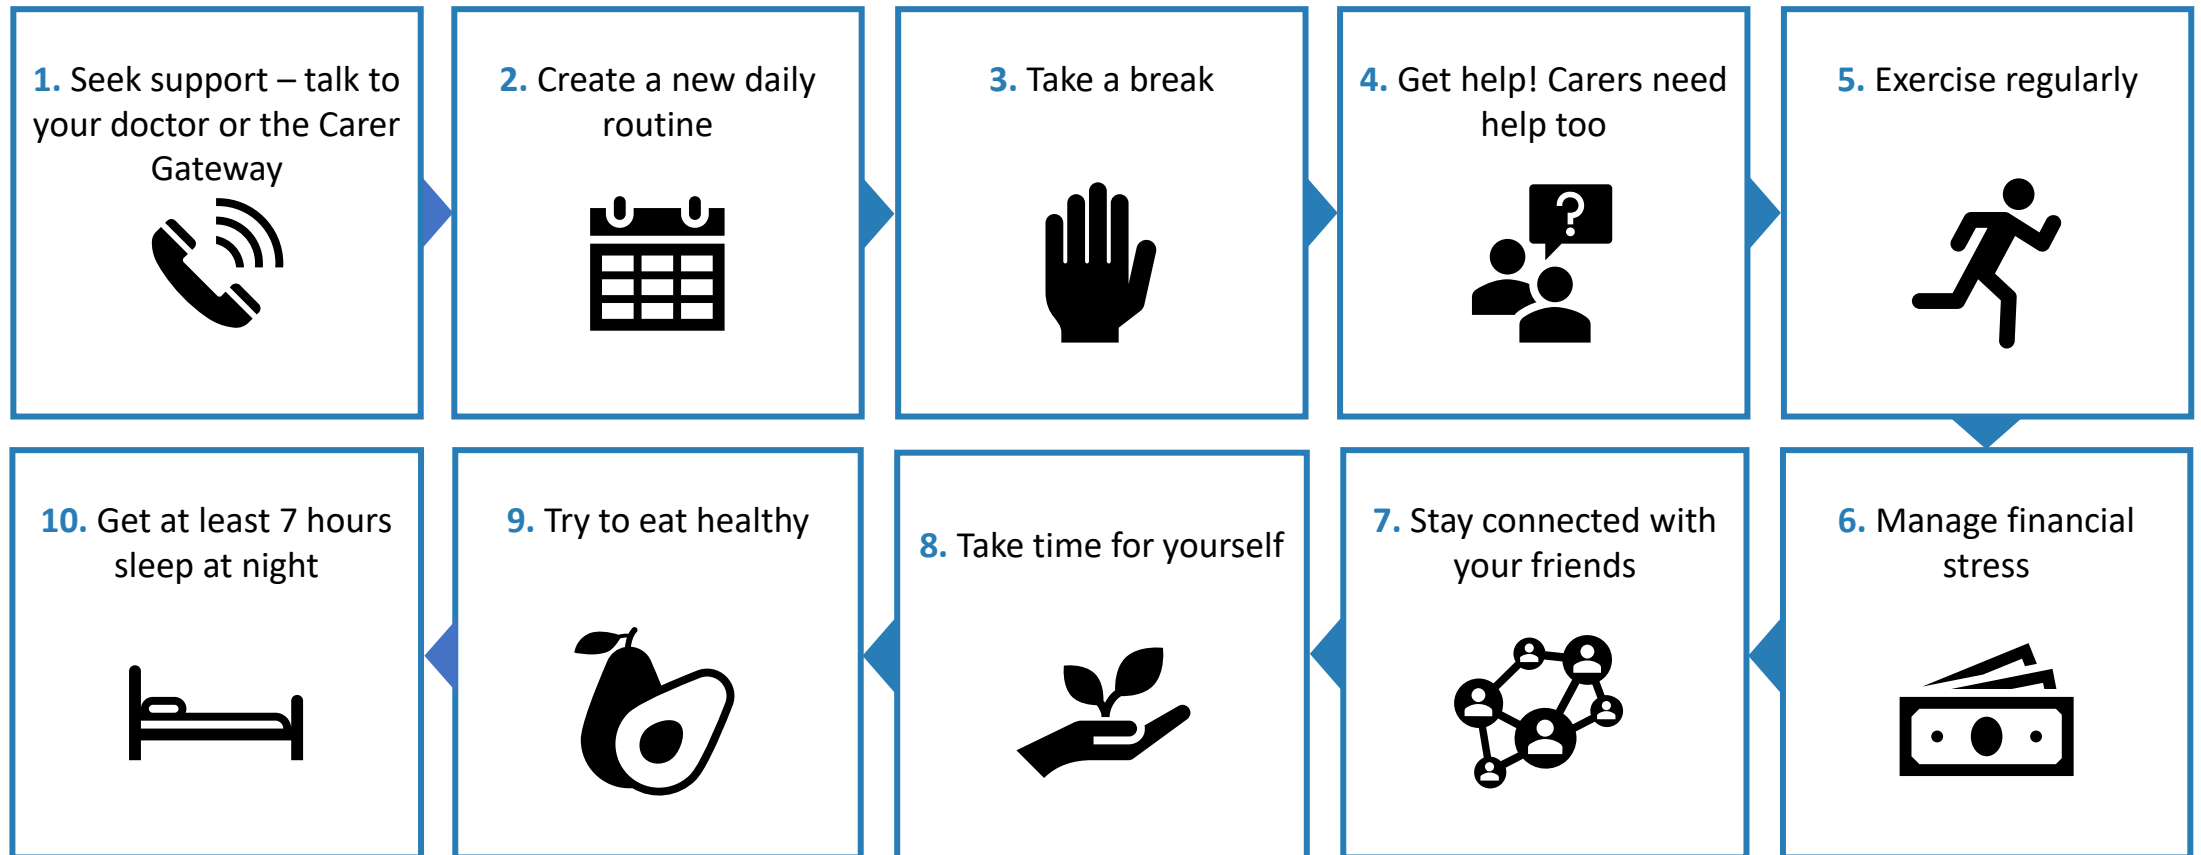 1. Seek support – talk to
your doctor or the Carer
Gateway
2. Create a new daily
routine
3. Take a break
4. Get help! Carers need
help too
?
5. Exercise regularly
6. Manage financial
stress
7. Stay connected with
your friends
8. Take time for yourself
9. Try to eat healthy
10. Get at least 7 hours
sleep at night